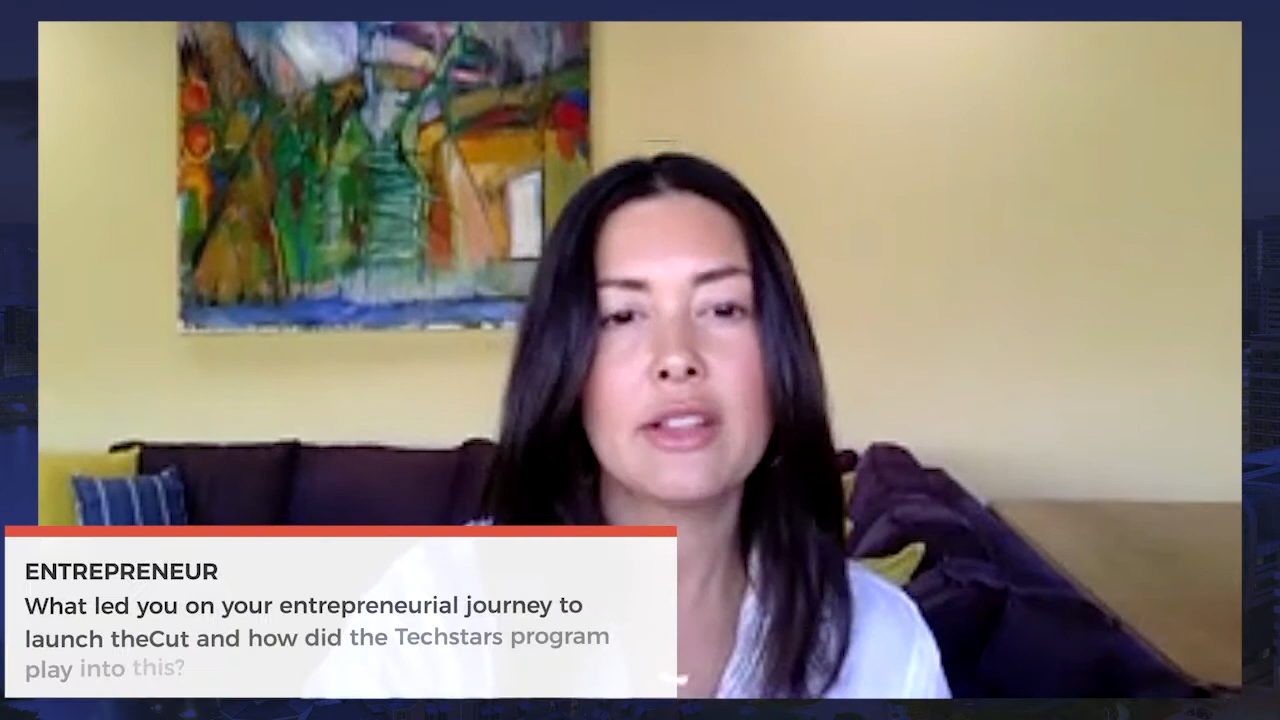 ENTREPRENEUR
What led you on your entrepreneurial journey to
launch theCut and how did the Techstars program
play into this?